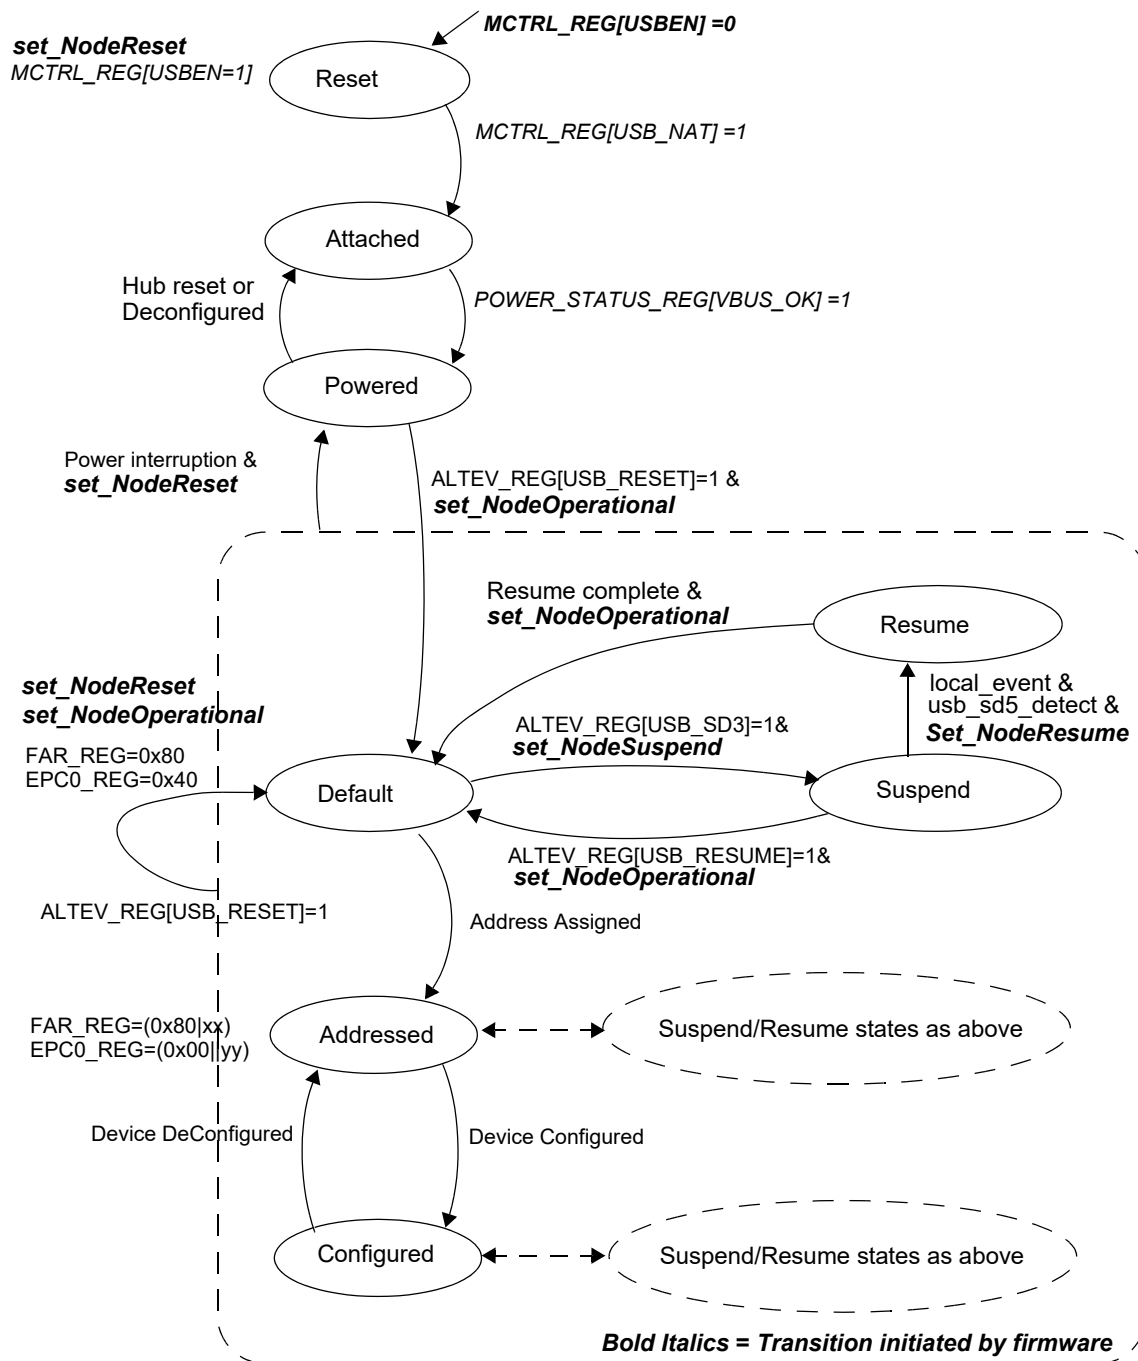 MCTRL_REG[USBEN] =0
set_NodeReset
MCTRL_REG[USBEN=1]
Reset
MCTRL_REG[USB_NAT] =1
Attached
Hub reset or
Deconfigured
POWER_STATUS_REG[VBUS_OK] =1
Powered
Power interruption &
set_NodeReset
ALTEV_REG[USB_RESET]=1 &
set_NodeOperational
Resume complete &
set_NodeOperational
Resume
local_event &
usb_sd5_detect &
Set_NodeResume
set_NodeReset
set_NodeOperational
FAR_REG=0x80
EPC0_REG=0x40
ALTEV_REG[USB_SD3]=1&
set_NodeSuspend
Default
Suspend
ALTEV_REG[USB_RESUME]=1&
set_NodeOperational
ALTEV_REG[USB_RESET]=1
Address Assigned
FAR_REG=(0x80|xx)
EPC0_REG=(0x00||yy)
Addressed
Suspend/Resume states as above
Device DeConfigured
Device Configured
Configured
Suspend/Resume states as above
Bold Italics = Transition initiated by firmware